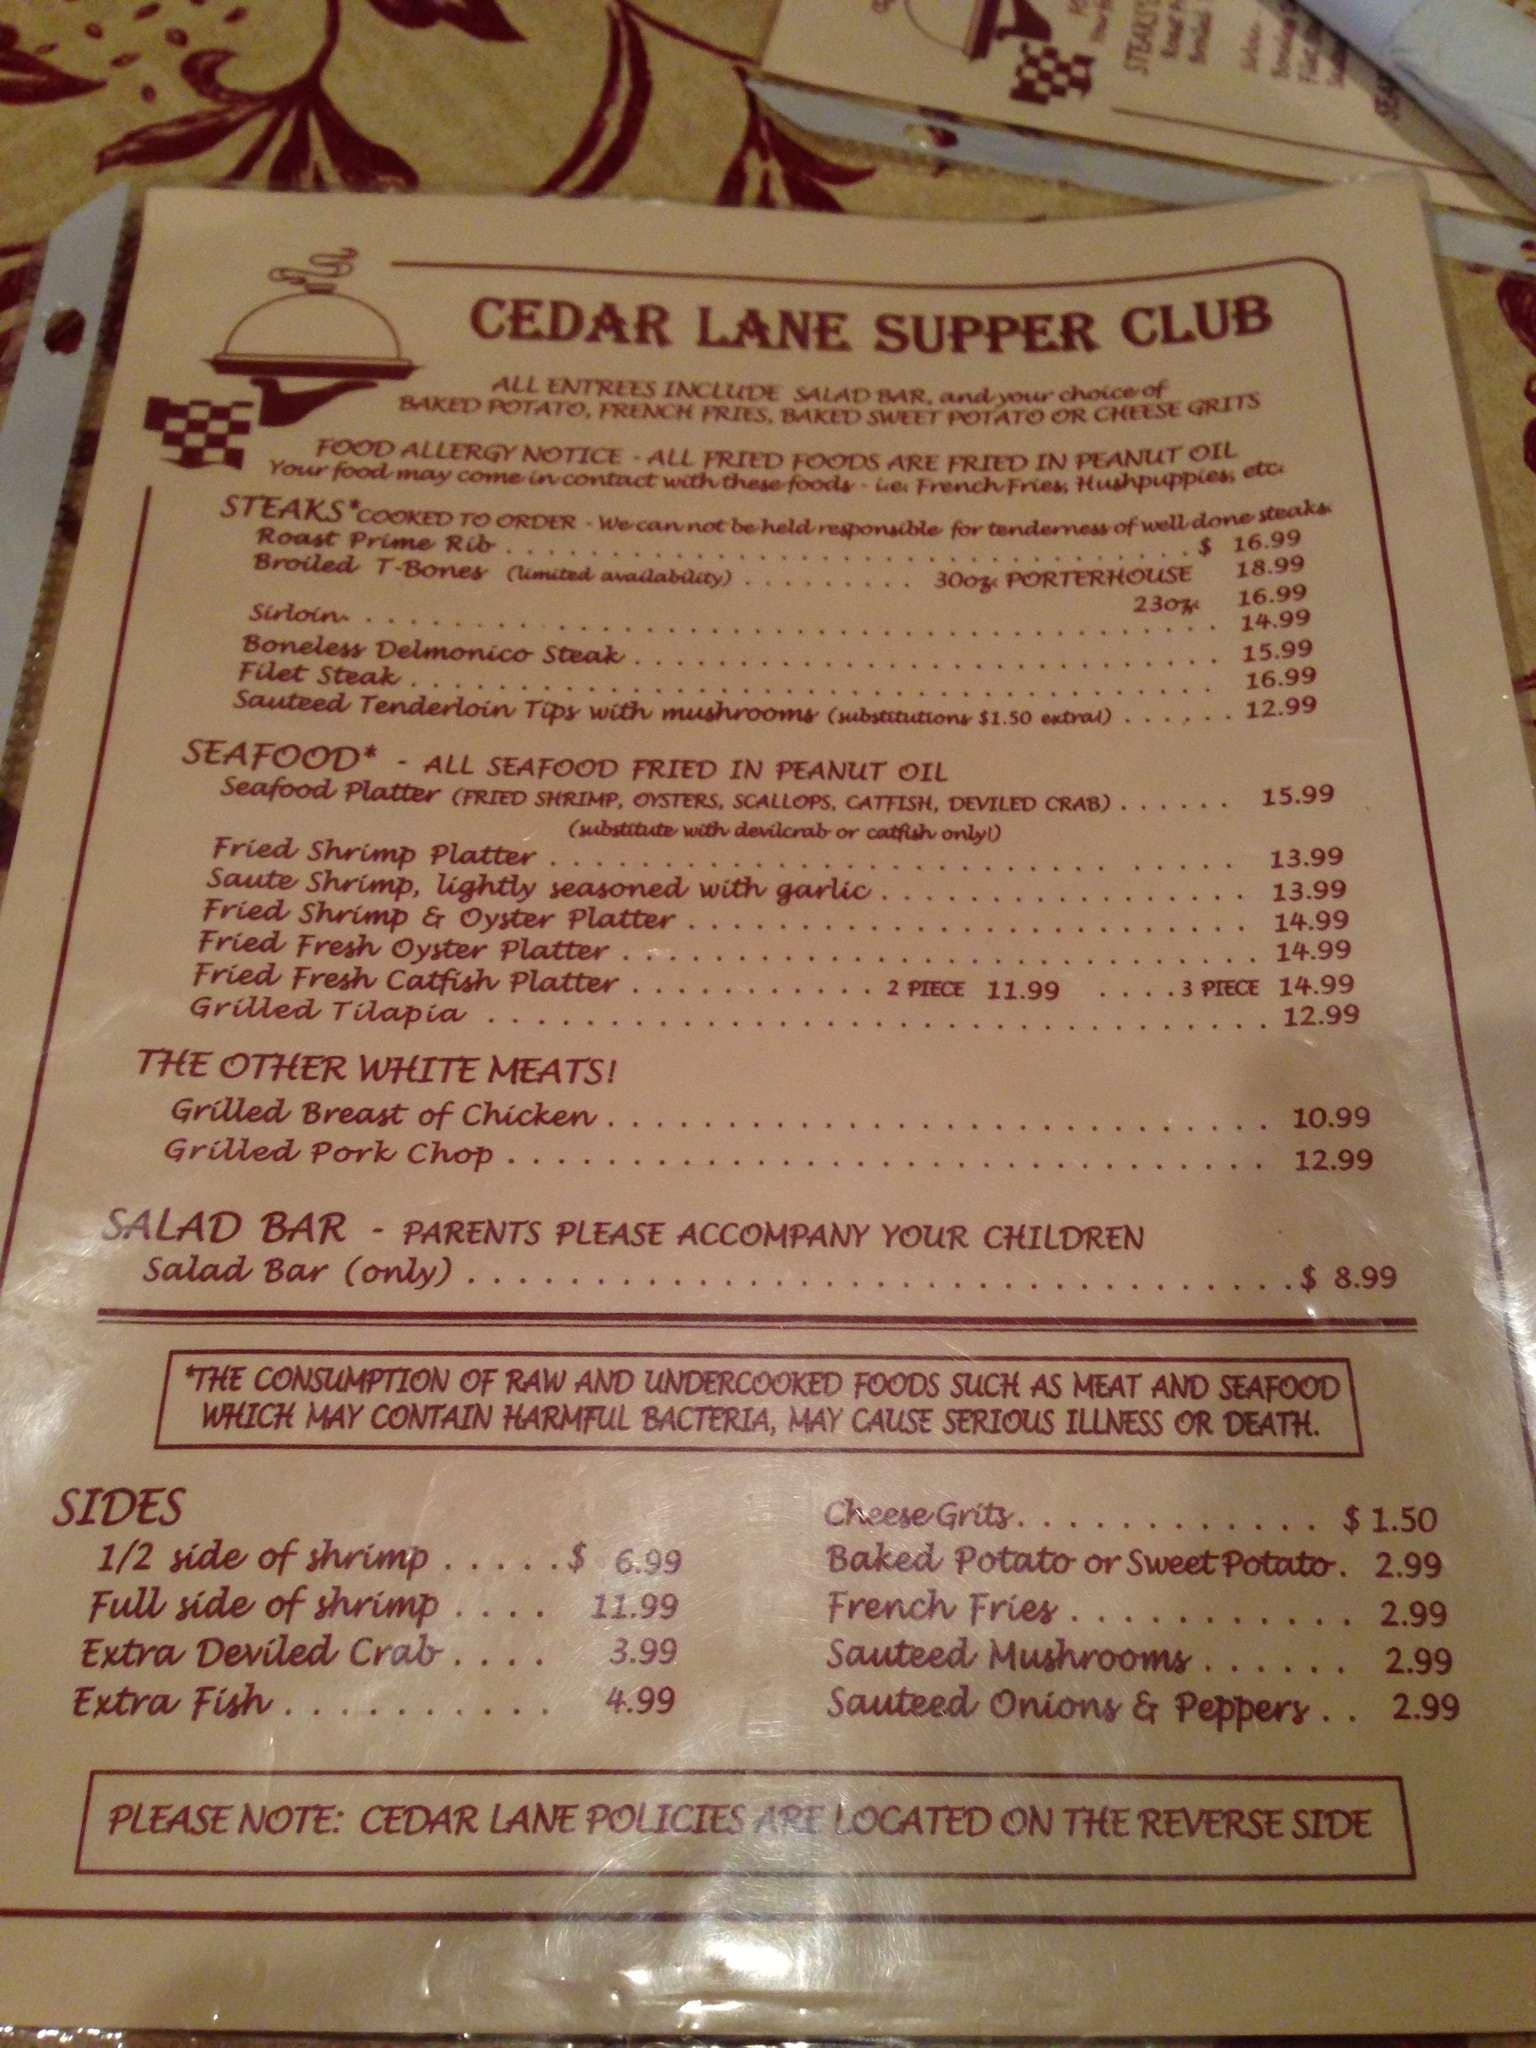 CEDAR LANE SUPPER CLUB
ALL ENTREES INCLUDE SALAD BAR, and your choice of
BAKED POTATO, FRENCH FRIES, BAKED SWEET POTATO OR CHEESE GRITS
FOOD ALLERGY NOTICE - ALL FRIED FOODS ARE FRIED IN PEANUT OIL
Your food may come in contact with these foods - i.e. French Fries, Hushpuppies, etc.
STEAKS* COOKED TO ORDER - We can not be held responsible for tenderness of well done steaks.
Roast Prime Rib . . . . . . . . . . $ 16.99
Broiled T-Bones (limited availability) . . . . . . . . . . 30oz. PORTERHOUSE 18.99
23oz. 16.99
Sirloin. . . . . . . . . . . 14.99
Boneless Delmonico Steak . . . . . . . . . . 15.99
Filet Steak . . . . . . . . . . 16.99
Sauteed Tenderloin Tips with mushrooms (substitutions $1.50 extra!) . . . . . . 12.99
SEAFOOD* - ALL SEAFOOD FRIED IN PEANUT OIL
Seafood Platter (FRIED SHRIMP, OYSTERS, SCALLOPS, CATFISH, DEVILED CRAB) . . . . . . 15.99
(substitute with devilcrab or catfish only!)
Fried Shrimp Platter . . . . . . . . . . 13.99
Saute Shrimp, lightly seasoned with garlic . . . . . . . . . . 13.99
Fried Shrimp & Oyster Platter . . . . . . . . . . 14.99
Fried Fresh Oyster Platter . . . . . . . . . . 14.99
Fried Fresh Catfish Platter . . . . . . . . . . 2 PIECE 11.99 . . . . 3 PIECE 14.99
Grilled Tilapia . . . . . . . . . . 12.99
THE OTHER WHITE MEATS!
Grilled Breast of Chicken . . . . . . . . . . 10.99
Grilled Pork Chop . . . . . . . . . . 12.99
SALAD BAR - PARENTS PLEASE ACCOMPANY YOUR CHILDREN
Salad Bar (only) . . . . . . . . . . $ 8.99
*THE CONSUMPTION OF RAW AND UNDERCOOKED FOODS SUCH AS MEAT AND SEAFOOD
WHICH MAY CONTAIN HARMFUL BACTERIA, MAY CAUSE SERIOUS ILLNESS OR DEATH.
SIDES
1/2 side of shrimp . . . . . $ 6.99
Full side of shrimp . . . . 11.99
Extra Deviled Crab . . . . 3.99
Extra Fish . . . . . . . . . . 4.99
Cheese Grits. . . . . . . . . . . . . $ 1.50
Baked Potato or Sweet Potato . 2.99
French Fries . . . . . . . . . . . . 2.99
Sauteed Mushrooms . . . . . . 2.99
Sauteed Onions & Peppers . . 2.99
PLEASE NOTE: CEDAR LANE POLICIES ARE LOCATED ON THE REVERSE SIDE